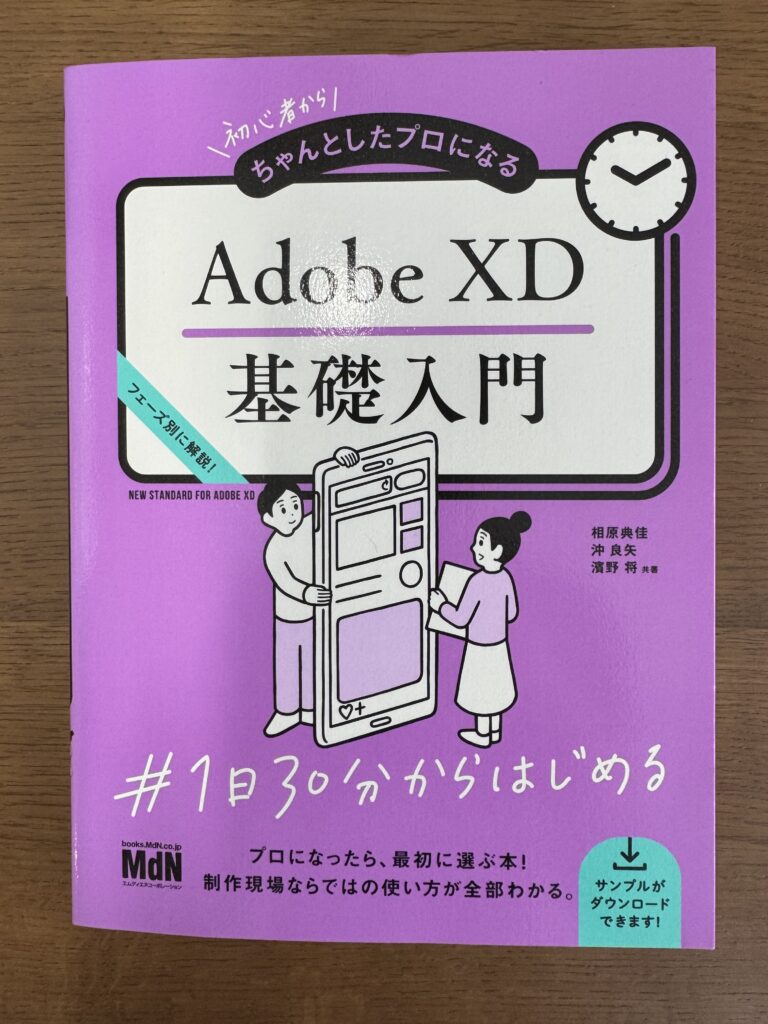 初心者から
ちゃんとしたプロになる
Adobe XD
基礎入門
フェーズ別に解説!
NEW STANDARD FOR ADOBE XD
相原典佳
沖 良矢
濱野 将 共著
#1日30分からはじめる
books.MdN.co.jp
MdN
エムディエヌコーポレーション
プロになったら、最初に選ぶ本!
制作現場ならではの使い方が全部わかる。
サンプルが
ダウンロード
できます!